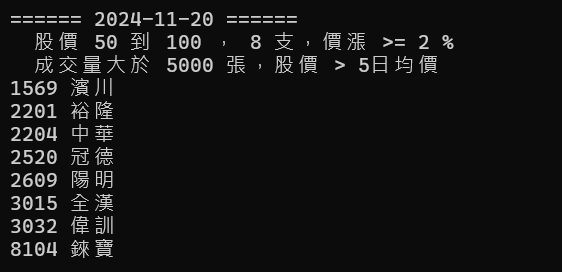 ====== 2024-11-20 ======
股價 50 到 100 , 8 支，價漲 >= 2 %
成交量大於 5000 張，股價 > 5日均價
1569 濱川
2201 裕隆
2204 中華
2520 冠德
2609 陽明
3015 全漢
3032 偉訓
8104 錸寶